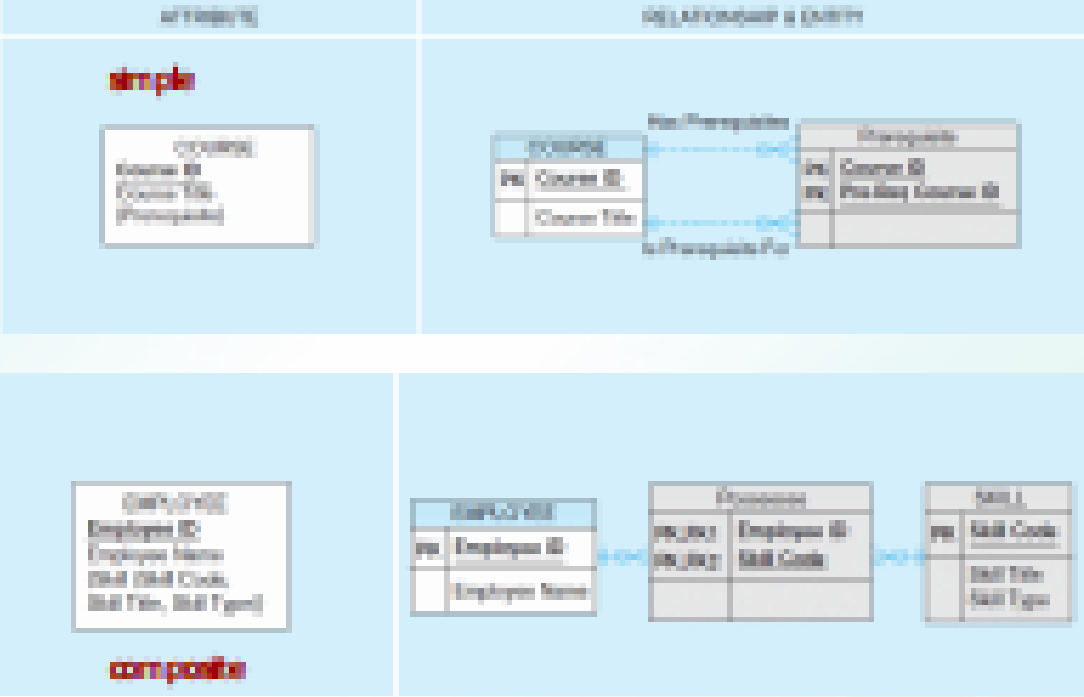 ATTRIBUTE
RELATIONSHIP & ENTITY
simple
COURSE
Course ID
Course Title
{Prerequisite}
Has Prerequisites
COURSE
PK Course ID
Course Title
Is Prerequisite For
Prerequisite
PK Course ID
PK Pre-Req Course ID
EMPLOYEE
Employee ID
Employee Name
{Skill (Skill Code,
Skill Title, Skill Type)}
composite
EMPLOYEE
PK Employee ID
Employee Name
Possesses
PK,FK1 Employee ID
PK,FK2 Skill Code
SKILL
PK Skill Code
Skill Title
Skill Type